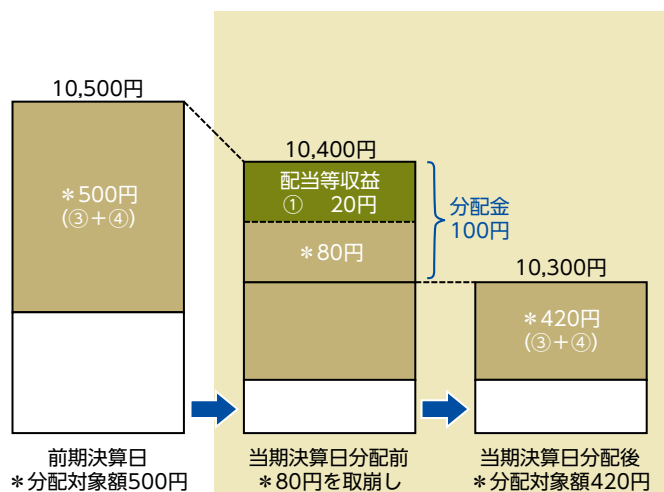 10,500円
＊500円
(③＋④)
前期決算日
＊分配対象額500円
10,400円
配当等収益
① 20円
＊80円
分配金
100円
当期決算日分配前
＊80円を取崩し
10,300円
＊420円
(③＋④)
当期決算日分配後
＊分配対象額420円